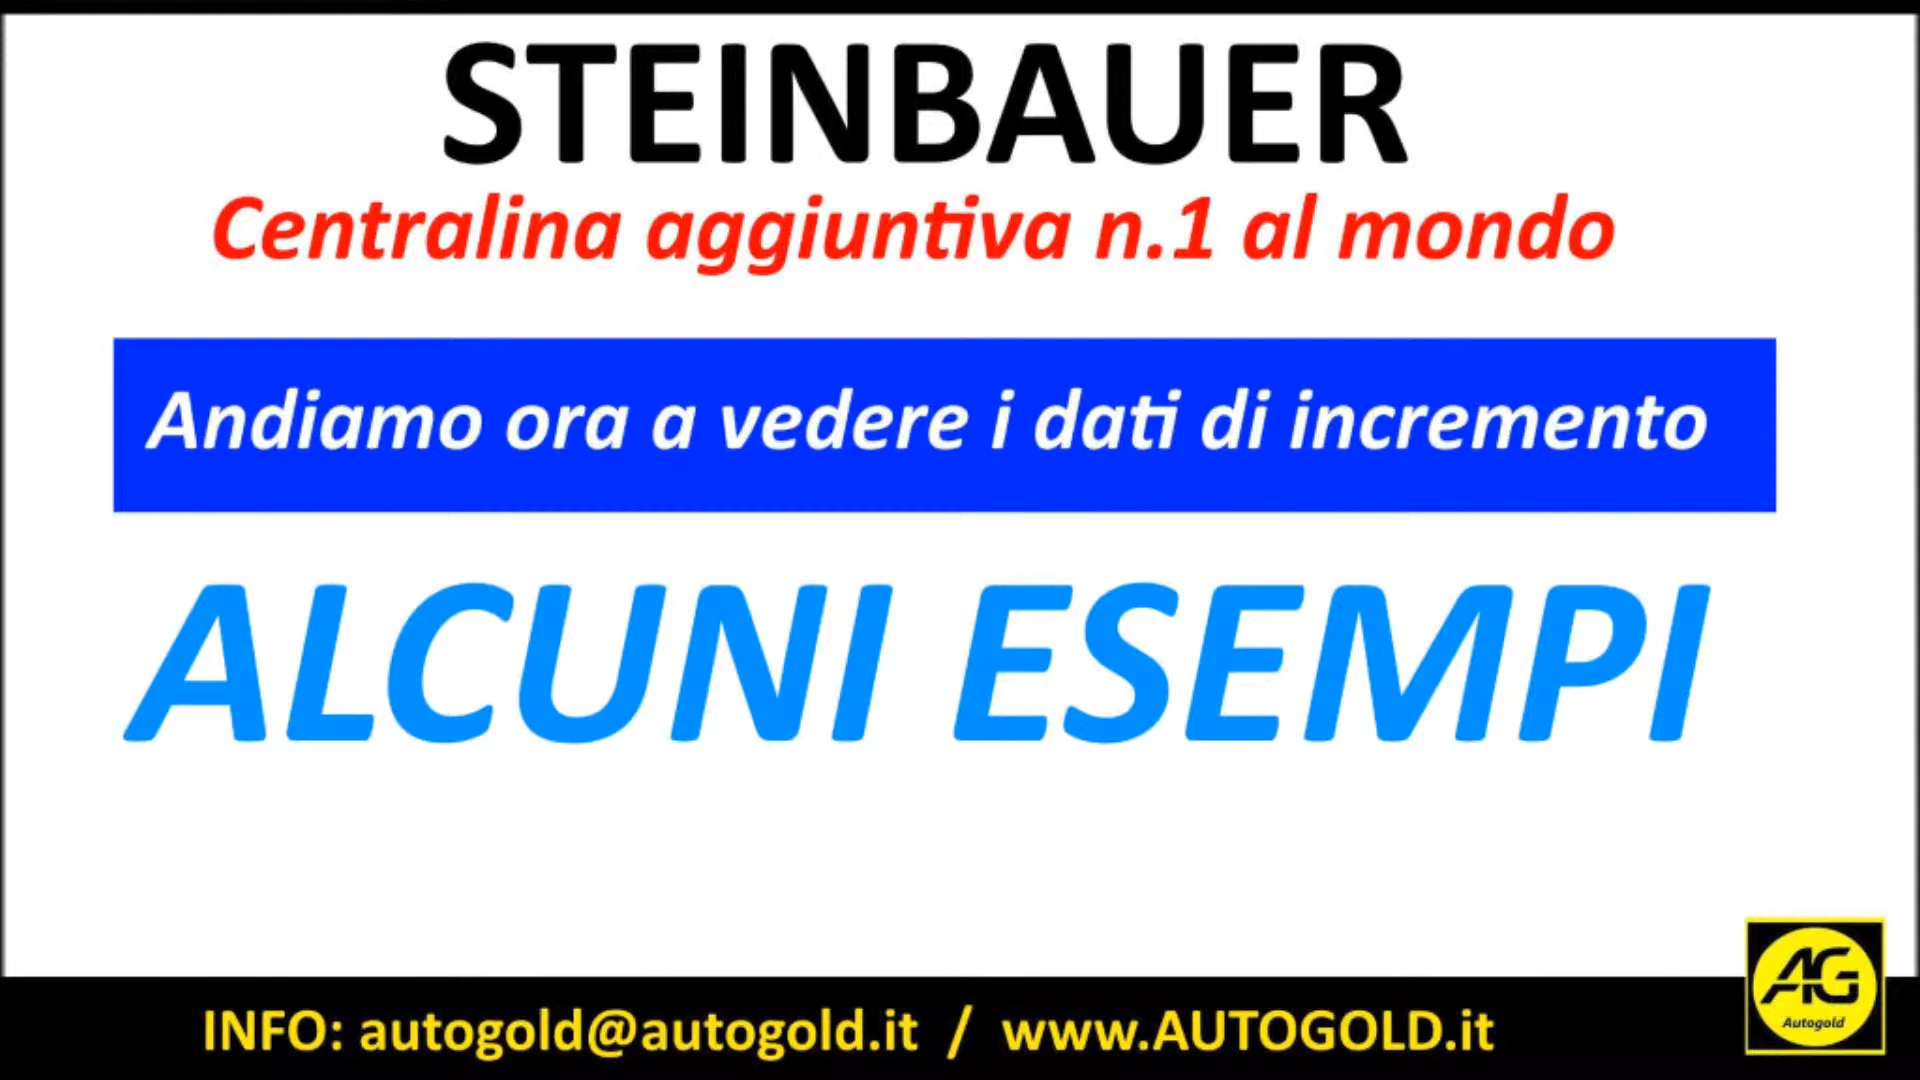 STEINBAUER
Centralina aggiuntiva n.1 al mondo
Andiamo ora a vedere i dati di incremento
ALCUNI ESEMPI
AG
Autogold
INFO: autogold@autogold.it / www.AUTOGOLD.it